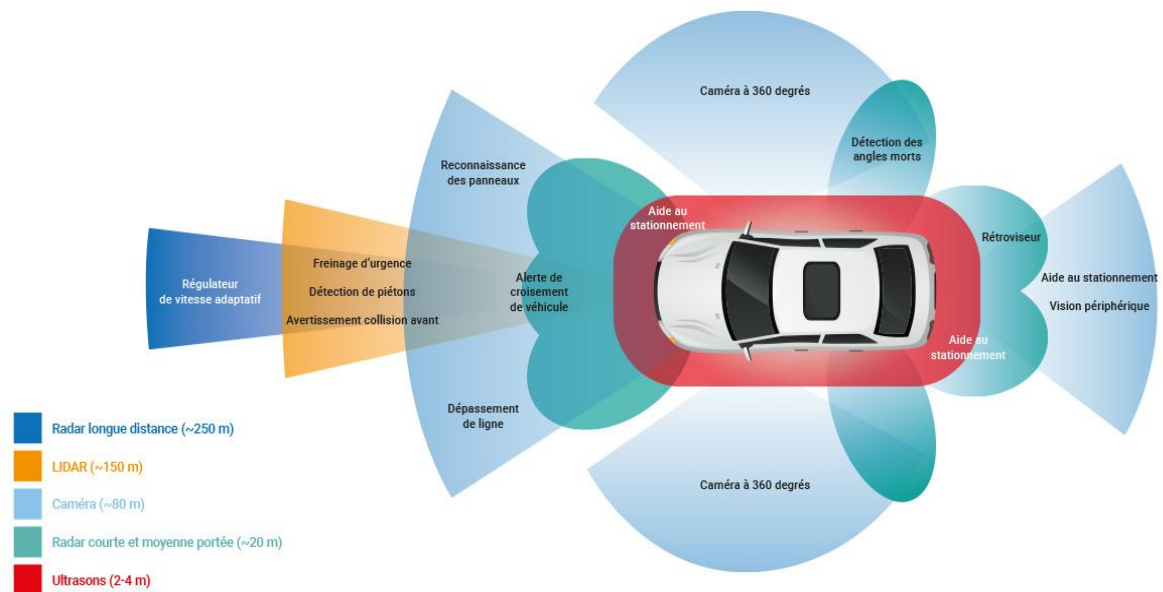 Caméra à 360 degrés
Détection des
angles morts
Reconnaissance
des panneaux
Aide au
stationnement
Rétroviseur
Régulateur
de vitesse adaptatif
Freinage d'urgence
Détection de piétons
Avertissement collision avant
Alerte de
croisement
de véhicule
Aide au stationnement
Vision périphérique
Aide au
stationnement
Dépassement
de ligne
Caméra à 360 degrés
Radar longue distance (~250 m)
LIDAR (~150 m)
Caméra (~80 m)
Radar courte et moyenne portée (~20 m)
Ultrasons (2-4 m)